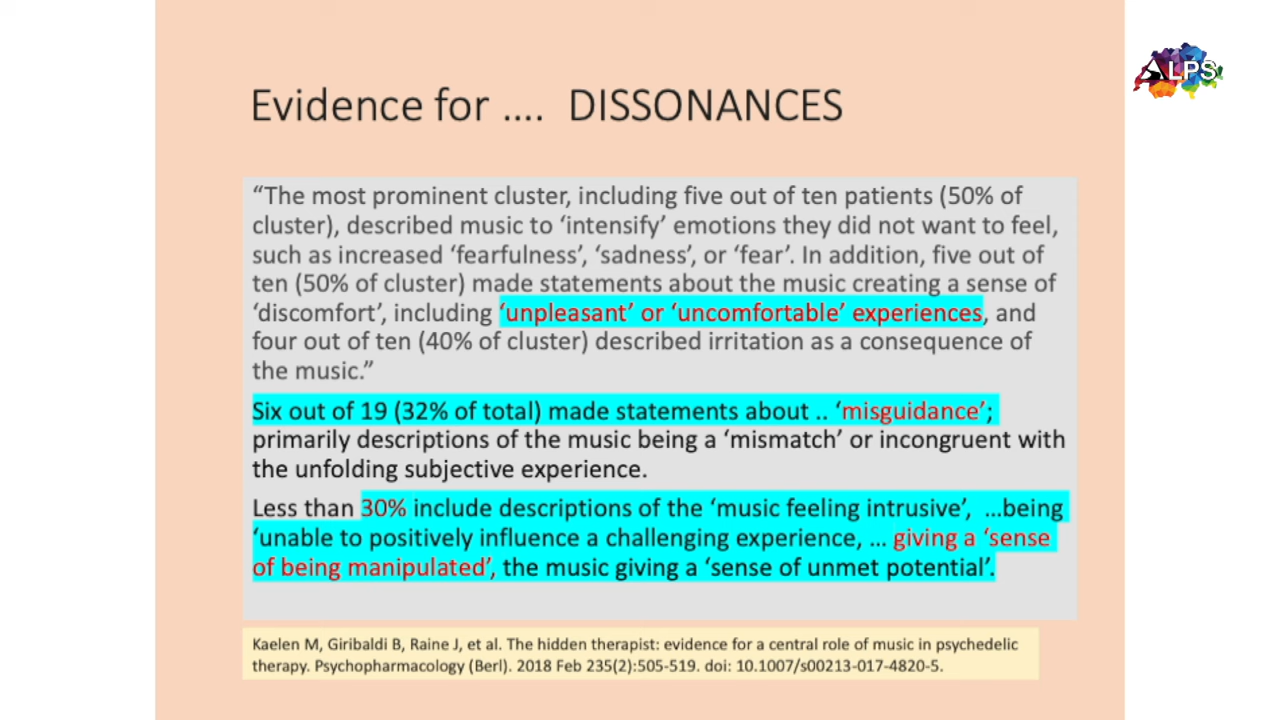 ALPS
Evidence for .... DISSONANCES
“The most prominent cluster, including five out of ten patients (50% of
cluster), described music to ‘intensify’ emotions they did not want to feel,
such as increased ‘fearfulness’, ‘sadness’, or ‘fear’. In addition, five out of
ten (50% of cluster) made statements about the music creating a sense of
‘discomfort’, including ‘unpleasant’ or ‘uncomfortable’ experiences, and
four out of ten (40% of cluster) described irritation as a consequence of
the music.”
Six out of 19 (32% of total) made statements about .. ‘misguidance’;
primarily descriptions of the music being a ‘mismatch’ or incongruent with
the unfolding subjective experience.
Less than 30% include descriptions of the ‘music feeling intrusive’, ...being
‘unable to positively influence a challenging experience, ... giving a ‘sense
of being manipulated’, the music giving a ‘sense of unmet potential’.
Kaelen M, Giribaldi B, Raine J, et al. The hidden therapist: evidence for a central role of music in psychedelic
therapy. Psychopharmacology (Berl). 2018 Feb 235(2):505-519. doi: 10.1007/s00213-017-4820-5.